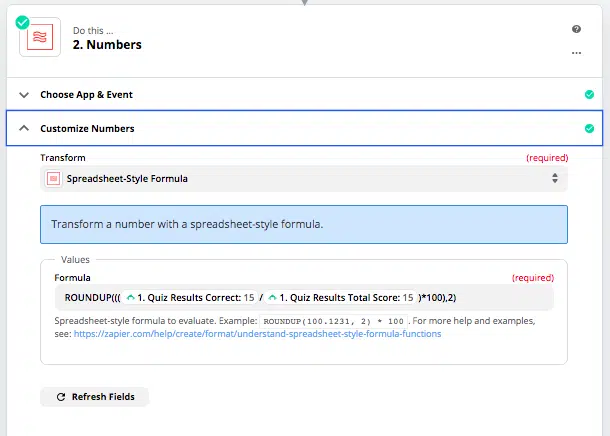 Do this ...
2. Numbers
Choose App & Event
Customize Numbers
Transform (required)
Spreadsheet-Style Formula
Transform a number with a spreadsheet-style formula.
Values
Formula (required)
ROUNDUP((( 1. Quiz Results Correct: 15 / 1. Quiz Results Total Score: 15 )*100),2)
Spreadsheet-style formula to evaluate. Example: ROUNDUP(100.1231, 2) * 100 . For more help and examples,
see: https://zapier.com/help/create/format/understand-spreadsheet-style-formula-functions
Refresh Fields